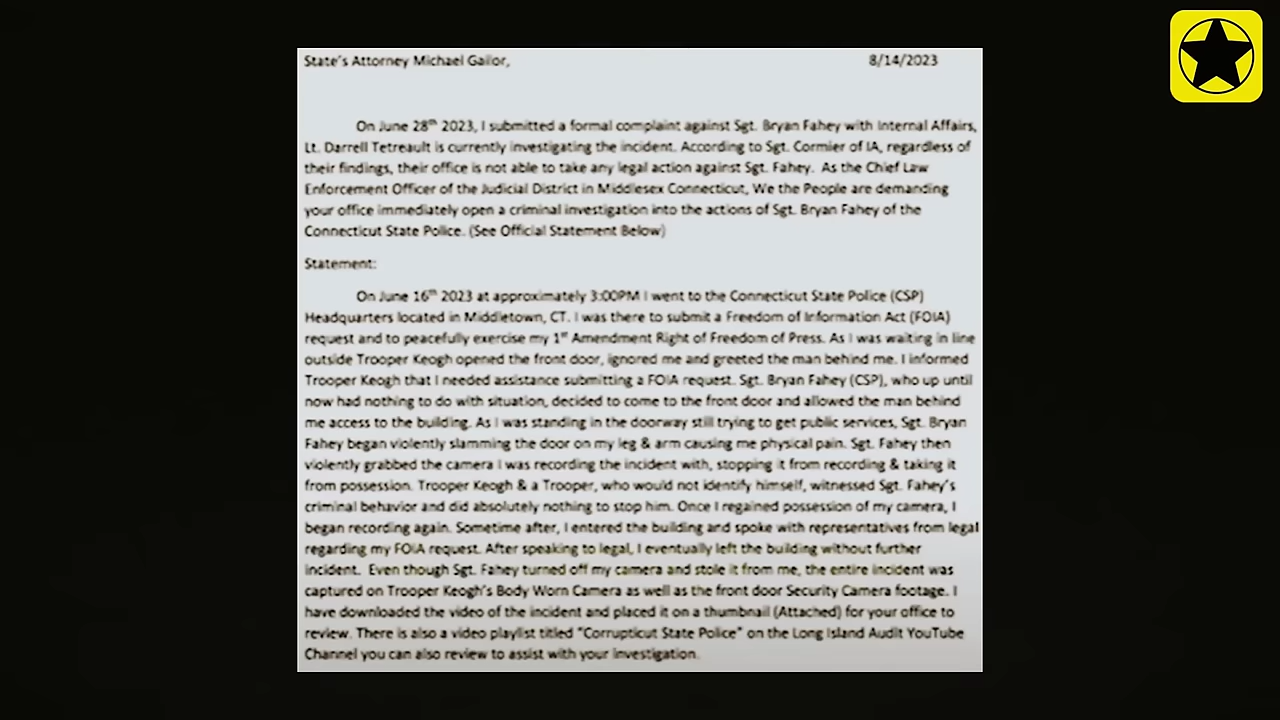 State's Attorney Michael Gailor, 8/14/2023
On June 28th 2023, I submitted a formal complaint against Sgt. Bryan Fahey with Internal Affairs,
Lt. Darrell Tetreault is currently investigating the incident. According to Sgt. Cormier of IA, regardless of
their findings, their office is not able to take any legal action against Sgt. Fahey. As the Chief Law
Enforcement Officer of the Judicial District in Middlesex Connecticut, We the People are demanding
your office immediately open a criminal investigation into the actions of Sgt. Bryan Fahey of the
Connecticut State Police. (See Official Statement Below)
Statement:
On June 16th 2023 at approximately 3:00PM I went to the Connecticut State Police (CSP)
Headquarters located in Middletown, CT. I was there to submit a Freedom of Information Act (FOIA)
request and to peacefully exercise my 1st Amendment Right of Freedom of Press. As I was waiting in line
outside Trooper Keogh opened the front door, ignored me and greeted the man behind me. I informed
Trooper Keogh that I needed assistance submitting a FOIA request. Sgt. Bryan Fahey (CSP), who up until
now had nothing to do with situation, decided to come to the front door and allowed the man behind
me access to the building. As I was standing in the doorway still trying to get public services, Sgt. Bryan
Fahey began violently slamming the door on my leg & arm causing me physical pain. Sgt. Fahey then
violently grabbed the camera I was recording the incident with, stopping it from recording & taking it
from possession. Trooper Keogh & a Trooper, who would not identify himself, witnessed Sgt. Fahey's
criminal behavior and did absolutely nothing to stop him. Once I regained possession of my camera, I
began recording again. Sometime after, I entered the building and spoke with representatives from legal
regarding my FOIA request. After speaking to legal, I eventually left the building without further
incident. Even though Sgt. Fahey turned off my camera and stole it from me, the entire incident was
captured on Trooper Keogh's Body Worn Camera as well as the front door Security Camera footage. I
have downloaded the video of the incident and placed it on a thumbnail (Attached) for your office to
review. There is also a video playlist titled "Corrupticut State Police" on the Long Island Audit YouTube
Channel you can also review to assist with your investigation.